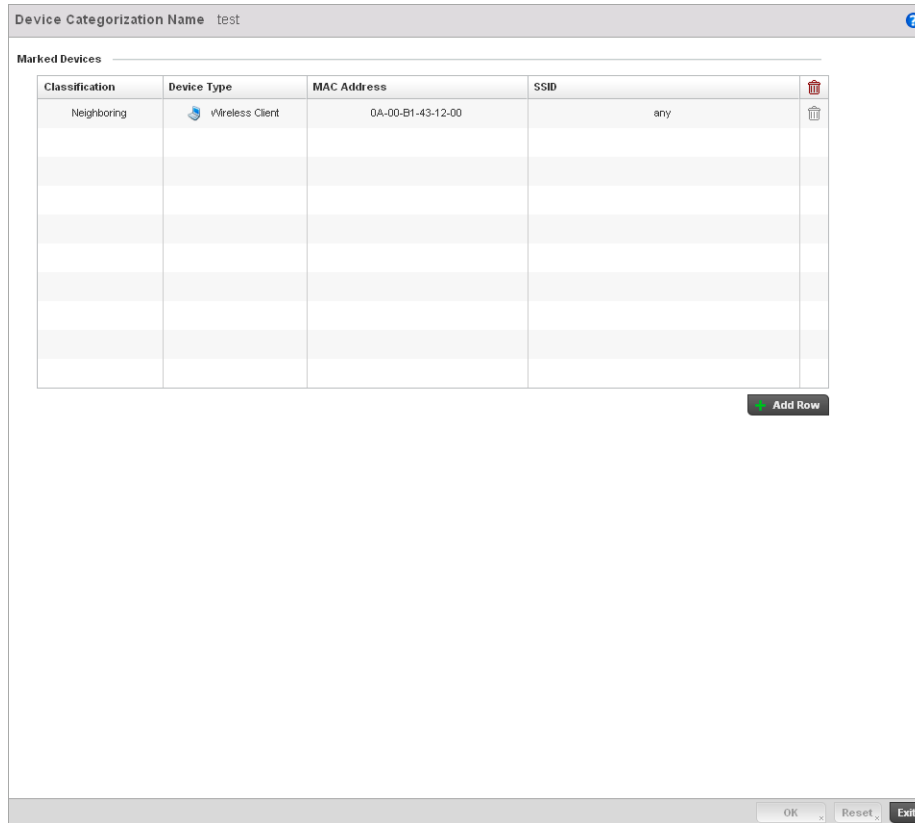 Device Categorization Name test
?
Marked Devices
Classification Device Type MAC Address SSID
Neighboring Wireless Client 0A-00-B1-43-12-00 any
+ Add Row
OK Reset Exit